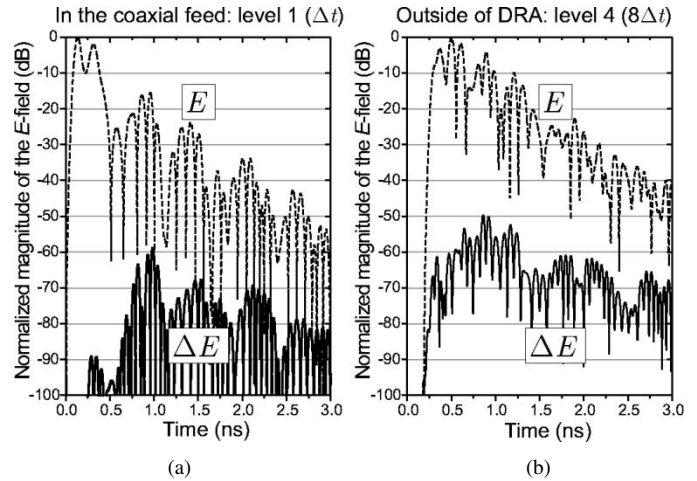 In the coaxial feed: level 1 (Δt)
Normalized magnitude of the E-field (dB)
0
-10
-20
-30
-40
-50
-60
-70
-80
-90
-100
E
ΔE
0.0 0.5 1.0 1.5 2.0 2.5 3.0
Time (ns)
(a)
Outside of DRA: level 4 (8Δt)
Normalized magnitude of the E-field (dB)
0
-10
-20
-30
-40
-50
-60
-70
-80
-90
-100
E
ΔE
0.0 0.5 1.0 1.5 2.0 2.5 3.0
Time (ns)
(b)